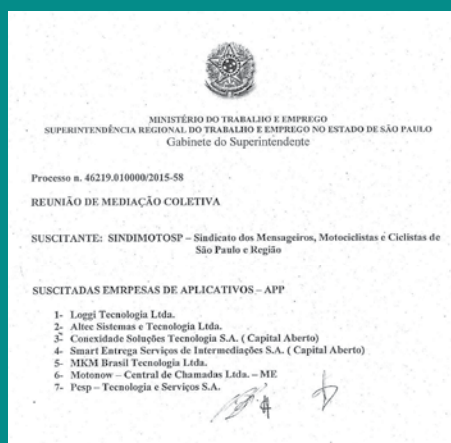 MINISTÉRIO DO TRABALHO E EMPREGO
SUPERINTENDÊNCIA REGIONAL DO TRABALHO E EMPREGO NO ESTADO DE SÃO PAULO
Gabinete do Superintendente
Processo n. 46219.010000/2015-58
REUNIÃO DE MEDIAÇÃO COLETIVA
SUSCITANTE: SINDIMOTOSP – Sindicato dos Mensageiros, Motociclistas e Ciclistas de
São Paulo e Região
SUSCITADAS EMRPESAS DE APLICATIVOS – APP
1- Loggi Tecnologia Ltda.
2- Altec Sistemas e Tecnologia Ltda.
3- Conexidade Soluções Tecnologia S.A. ( Capital Aberto)
4- Smart Entrega Serviços de Intermediações S.A. ( Capital Aberto)
5- MKM Brasil Tecnologia Ltda.
6- Motonow – Central de Chamadas Ltda. – ME
7- Pesp – Tecnologia e Serviços S.A.